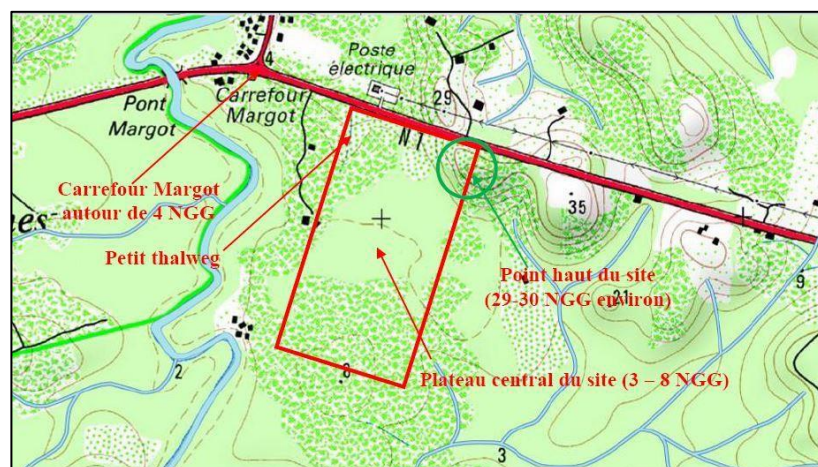 4
Poste
électrique
29
Pont
Margot
Carrefour
Margot
N 1
Carrefour Margot
autour de 4 NGG
nes
Petit thalweg
35
Point haut du site
(29-30 NGG environ)
21
9
2
8
Plateau central du site (3 – 8 NGG)
3